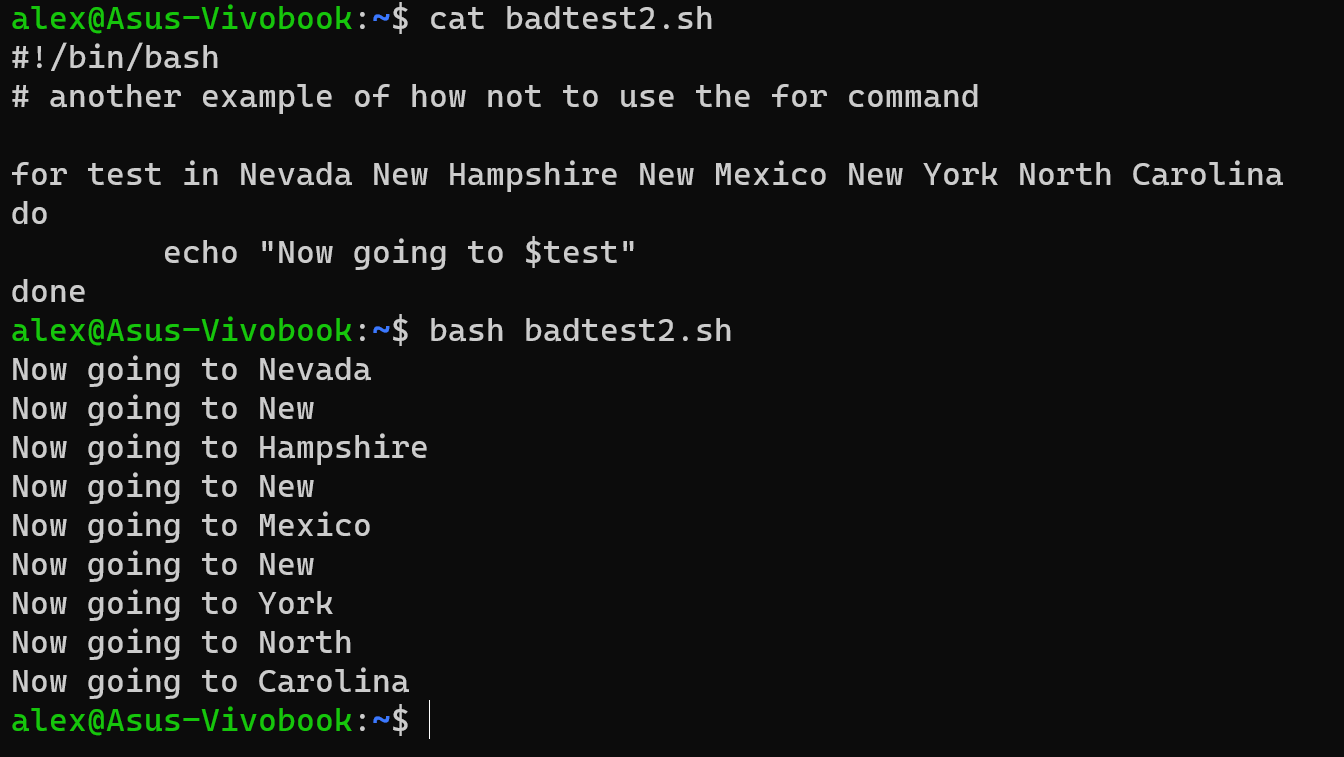 alex@Asus-Vivobook:~$ cat badtest2.sh
#!/bin/bash
# another example of how not to use the for command

for test in Nevada New Hampshire New Mexico New York North Carolina
do
        echo "Now going to $test"
done
alex@Asus-Vivobook:~$ bash badtest2.sh
Now going to Nevada
Now going to New
Now going to Hampshire
Now going to New
Now going to Mexico
Now going to New
Now going to York
Now going to North
Now going to Carolina
alex@Asus-Vivobook:~$